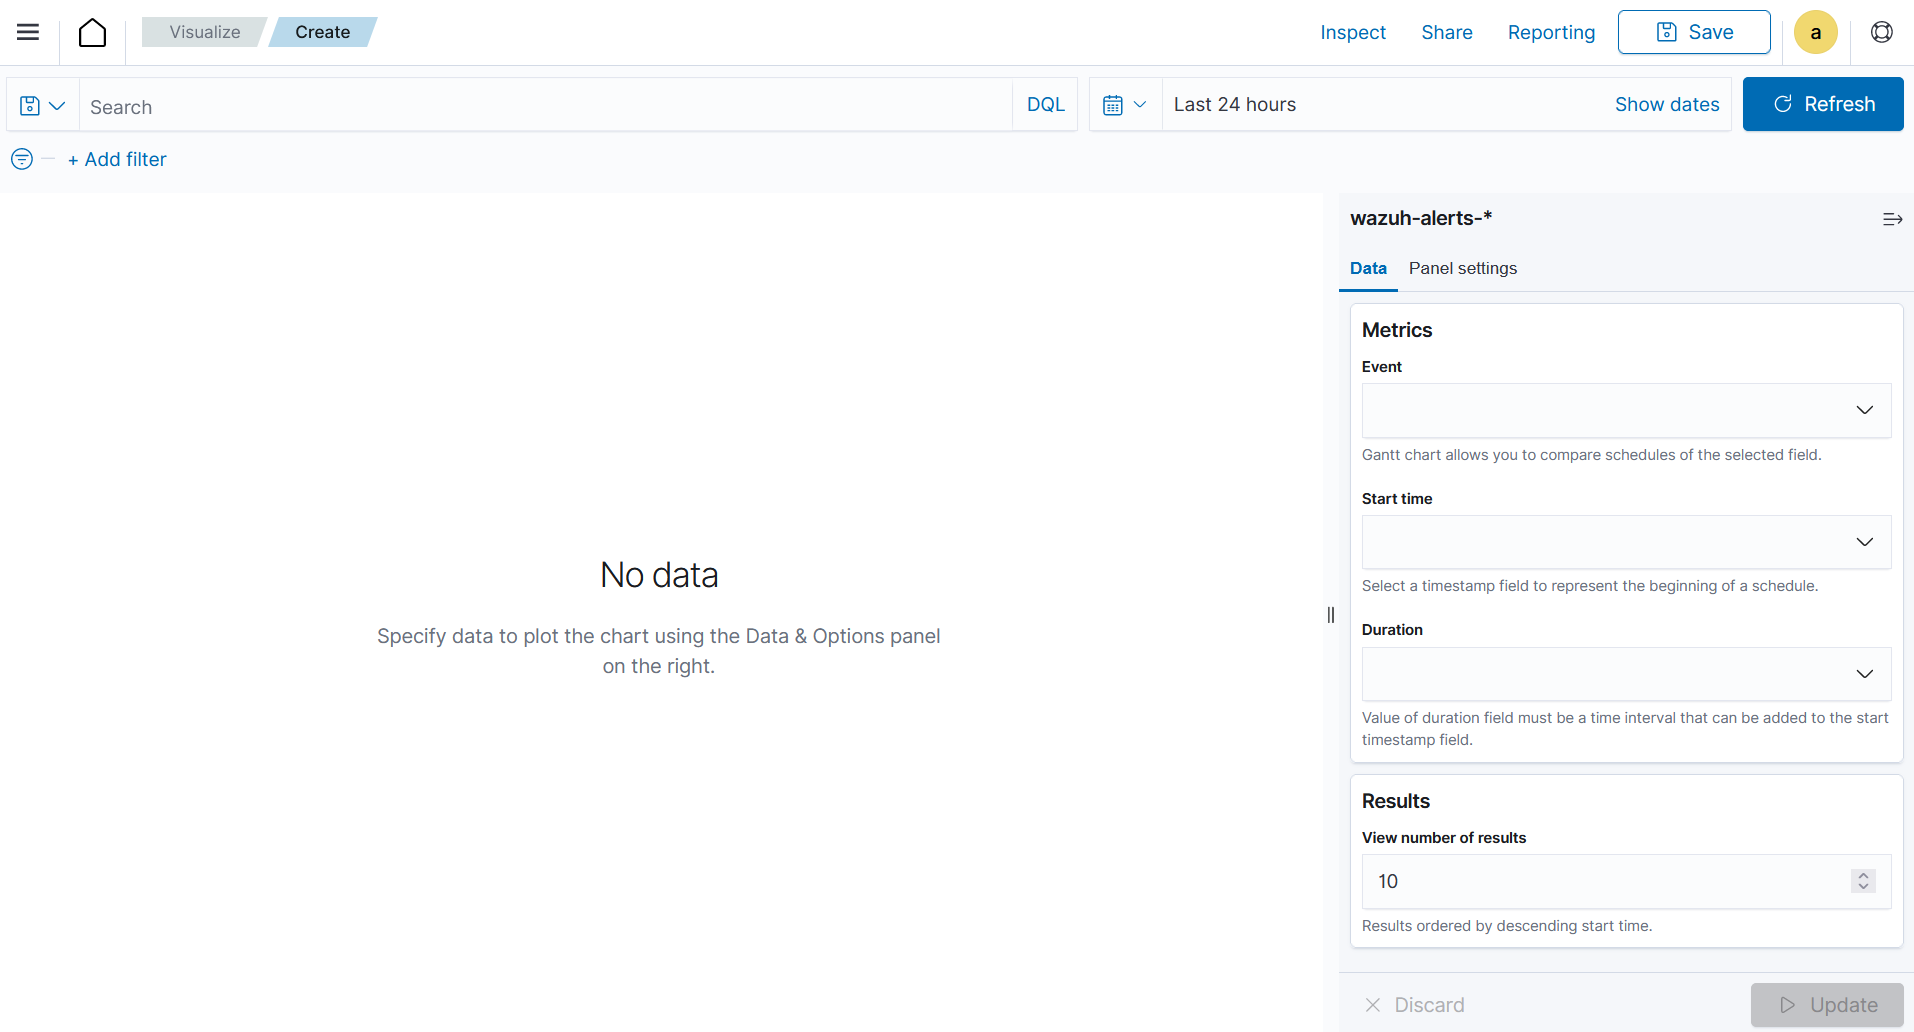 Visualize
Create
Inspect
Share
Reporting
Save
a
Search
DQL
Last 24 hours
Show dates
Refresh
+ Add filter
No data
Specify data to plot the chart using the Data & Options panel
on the right.
wazuh-alerts-*
Data
Panel settings
Metrics
Event
Gantt chart allows you to compare schedules of the selected field.
Start time
Select a timestamp field to represent the beginning of a schedule.
Duration
Value of duration field must be a time interval that can be added to the start
timestamp field.
Results
View number of results
10
Results ordered by descending start time.
Discard
Update